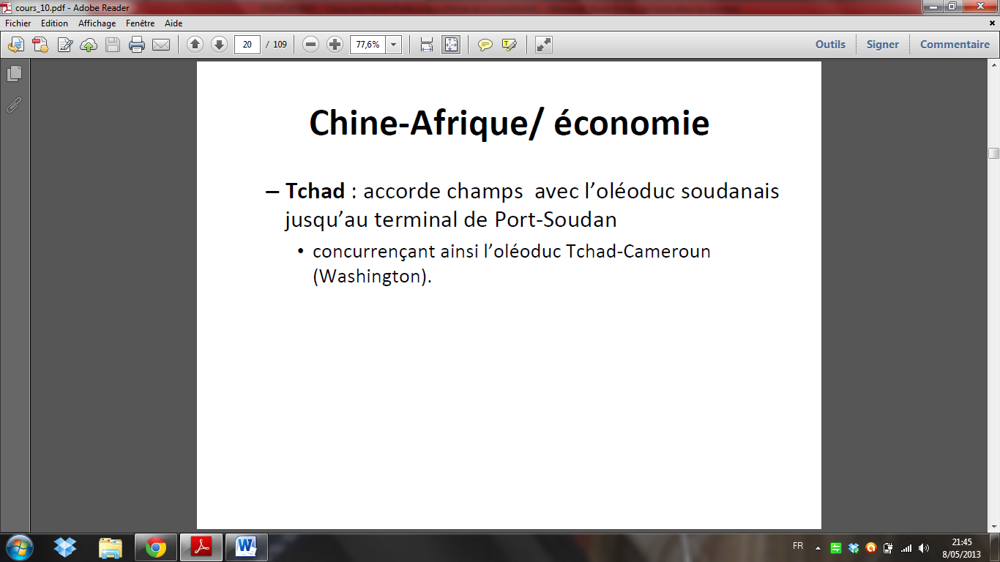 cours_10.pdf - Adobe Reader
Fichier Edition Affichage Fenêtre Aide
20 / 109 77,6% Outils Signer Commentaire
Chine-Afrique/ économie
– Tchad : accorde champs  avec l’oléoduc soudanais
jusqu’au terminal de Port-Soudan
• concurrençant ainsi l’oléoduc Tchad-Cameroun
(Washington).
FR
21:45
8/05/2013